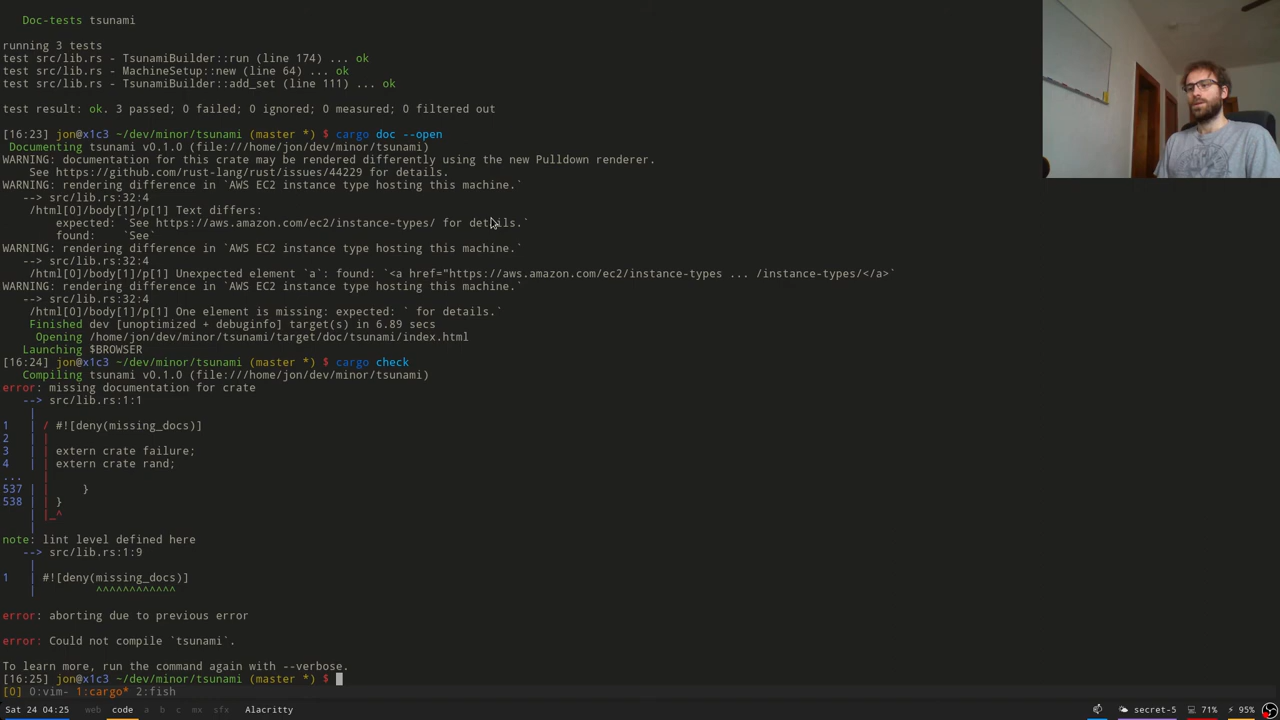 Doc-tests tsunami
running 3 tests
test src/lib.rs - TsunamiBuilder::run (line 174) ... ok
test src/lib.rs - MachineSetup::new (line 64) ... ok
test src/lib.rs - TsunamiBuilder::add_set (line 111) ... ok
test result: ok. 3 passed; 0 failed; 0 ignored; 0 measured; 0 filtered out
[16:23] jon@x1c3 ~/dev/minor/tsunami (master *) $ cargo doc --open
Documenting tsunami v0.1.0 (file:///home/jon/dev/minor/tsunami)
WARNING: documentation for this crate may be rendered differently using the new Pulldown renderer.
See https://github.com/rust-lang/rust/issues/44229 for details.
WARNING: rendering difference in `AWS EC2 instance type hosting this machine.`
--> src/lib.rs:32:4
/html[0]/body[1]/p[1] Text differs:
expected: `See https://aws.amazon.com/ec2/instance-types/ for details.`
found: `See`
WARNING: rendering difference in `AWS EC2 instance type hosting this machine.`
--> src/lib.rs:32:4
/html[0]/body[1]/p[1] Unexpected element `a`: found: `<a href="https://aws.amazon.com/ec2/instance-types ... /instance-types/</a>`
WARNING: rendering difference in `AWS EC2 instance type hosting this machine.`
--> src/lib.rs:32:4
/html[0]/body[1]/p[1] One element is missing: expected: ` for details.`
Finished dev [unoptimized + debuginfo] target(s) in 6.89 secs
Opening /home/jon/dev/minor/tsunami/target/doc/tsunami/index.html
Launching $BROWSER
[16:24] jon@x1c3 ~/dev/minor/tsunami (master *) $ cargo check
Compiling tsunami v0.1.0 (file:///home/jon/dev/minor/tsunami)
error: missing documentation for crate
--> src/lib.rs:1:1
|
1 | / #![deny(missing_docs)]
2 | |
3 | | extern crate failure;
4 | | extern crate rand;
... |
537 | | }
538 | | }
| |_^
|
note: lint level defined here
--> src/lib.rs:1:9
|
1 | #![deny(missing_docs)]
| ^^^^^^^^^^^^
error: aborting due to previous error
error: Could not compile `tsunami`.
To learn more, run the command again with --verbose.
[16:25] jon@x1c3 ~/dev/minor/tsunami (master *) $
[0] 0:vim- 1:cargo* 2:fish
Sat 24 04:25 web code a b c mx sfx Alacritty secret-5 71% 95%